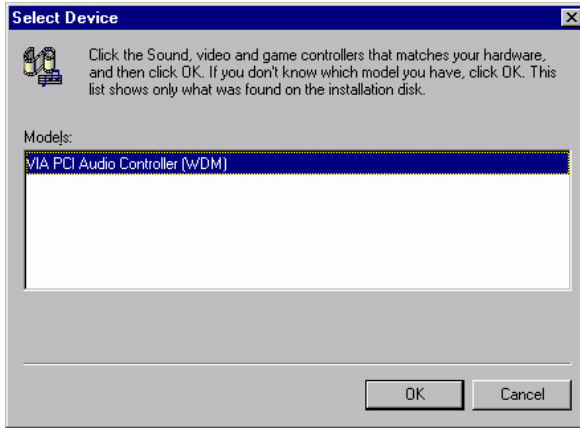 Select Device
Click the Sound, video and game controllers that matches your hardware,
and then click OK. If you don't know which model you have, click OK. This
list shows only what was found on the installation disk.
Models:
VIA PCI Audio Controller (WDM)
OK Cancel